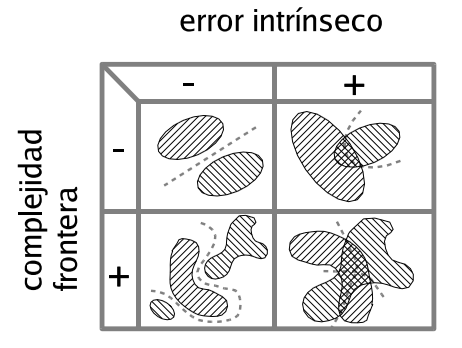 error intrínseco
- +
complejidad
frontera
-
+